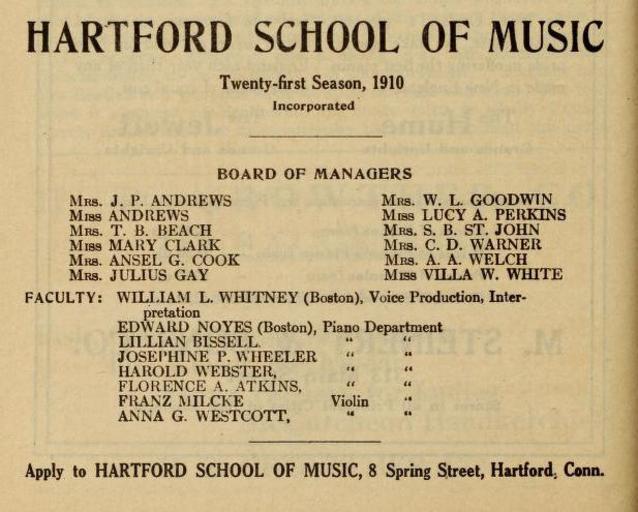 HARTFORD SCHOOL OF MUSIC
Twenty-first Season, 1910
Incorporated
BOARD OF MANAGERS
MRS. J. P. ANDREWS
MISS ANDREWS
MRS. T. B. BEACH
MISS MARY CLARK
MRS. ANSEL G. COOK
MRS. JULIUS GAY
MRS. W. L. GOODWIN
MISS LUCY A. PERKINS
MRS. S. B. ST. JOHN
MRS. C. D. WARNER
MRS. A. A. WELCH
MISS VILLA W. WHITE
FACULTY: WILLIAM L. WHITNEY (Boston), Voice Production, Inter-
pretation
EDWARD NOYES (Boston), Piano Department
LILLIAN BISSELL. " "
JOSEPHINE P. WHEELER " "
HAROLD WEBSTER, " "
FLORENCE A. ATKINS, " "
FRANZ MILCKE Violin "
ANNA G. WESTCOTT, " "
Apply to HARTFORD SCHOOL OF MUSIC, 8 Spring Street, Hartford, Conn.